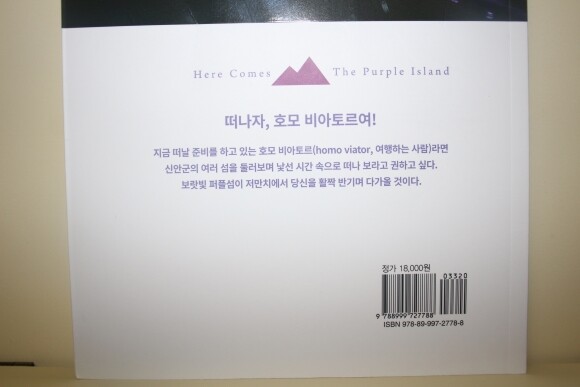 Here Comes The Purple Island
떠나자, 호모 비아토르여!
지금 떠날 준비를 하고 있는 호모 비아토르(homo viator, 여행하는 사람)라면
신안군의 여러 섬을 둘러보며 낯선 시간 속으로 떠나 보라고 권하고 싶다.
보랏빛 퍼플섬이 저만치에서 당신을 활짝 반기며 다가올 것이다.
정가 18,000원
03320
9 788999 727788
ISBN 978-89-997-2778-8